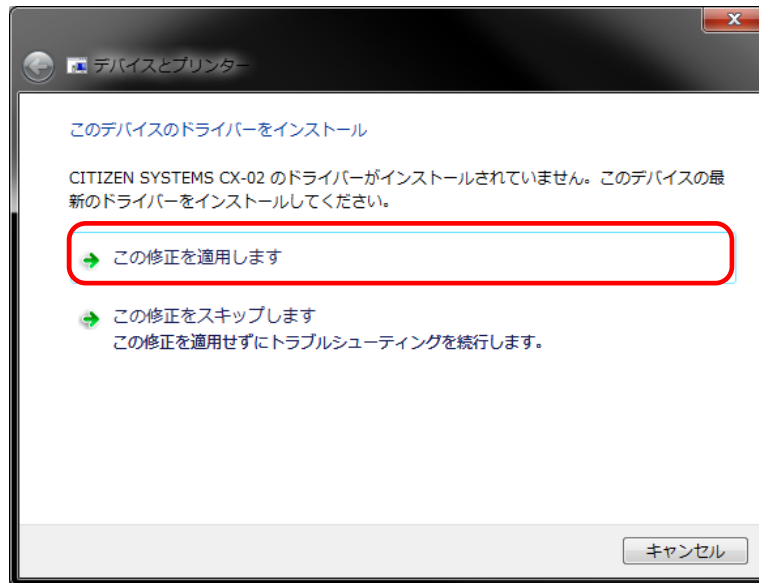 デバイスとプリンター
このデバイスのドライバーをインストール
CITIZEN SYSTEMS CX-02 のドライバーがインストールされていません。このデバイスの最
新のドライバーをインストールしてください。
この修正を適用します
この修正をスキップします
この修正を適用せずにトラブルシューティングを続行します。
キャンセル